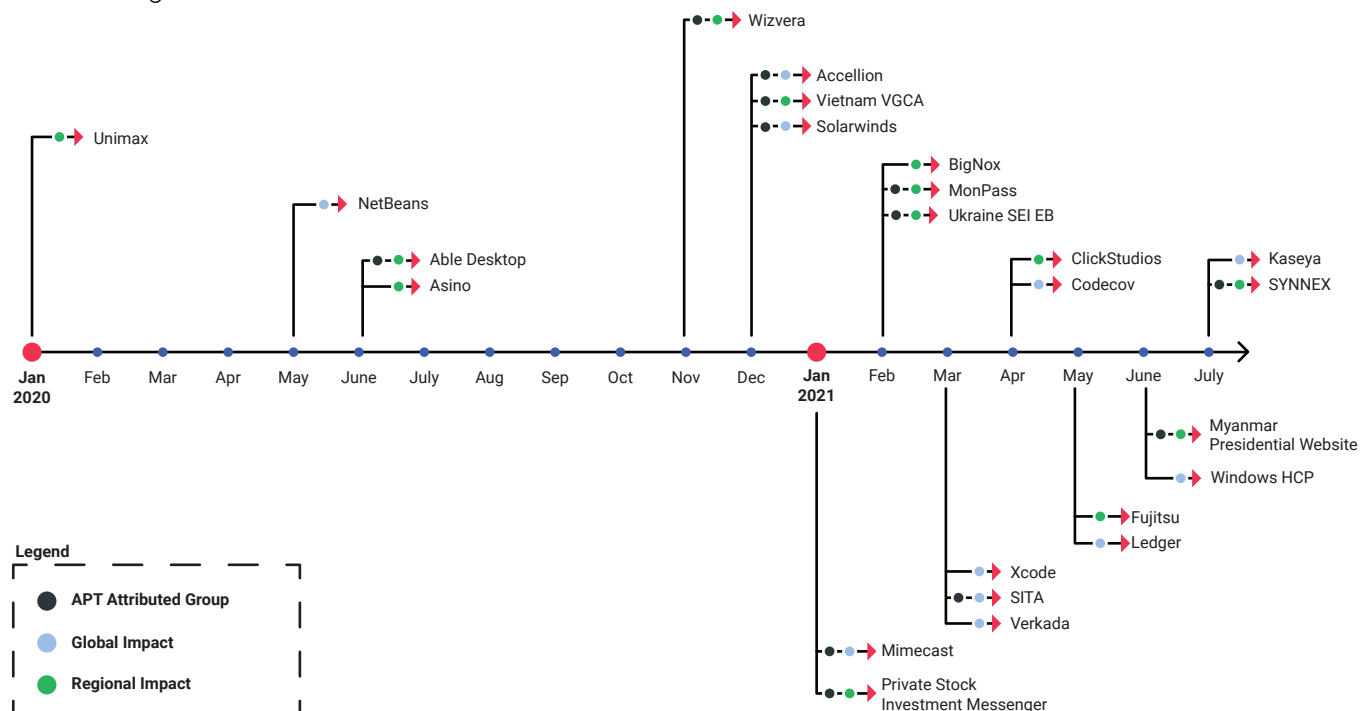 Wizvera
Accellion
Vietnam VGCA
Solarwinds
Unimax
BigNox
MonPass
Ukraine SEI EB
NetBeans
Able Desktop
Asino
ClickStudios
Codecov
Kaseya
SYNNEX
Jan
2020
Feb
Mar
Apr
May
June
July
Aug
Sep
Oct
Nov
Dec
Jan
2021
Feb
Mar
Apr
May
June
July
Myanmar
Presidential Website
Windows HCP
Fujitsu
Ledger
Xcode
SITA
Verkada
Mimecast
Private Stock
Investment Messenger
Legend
APT Attributed Group
Global Impact
Regional Impact